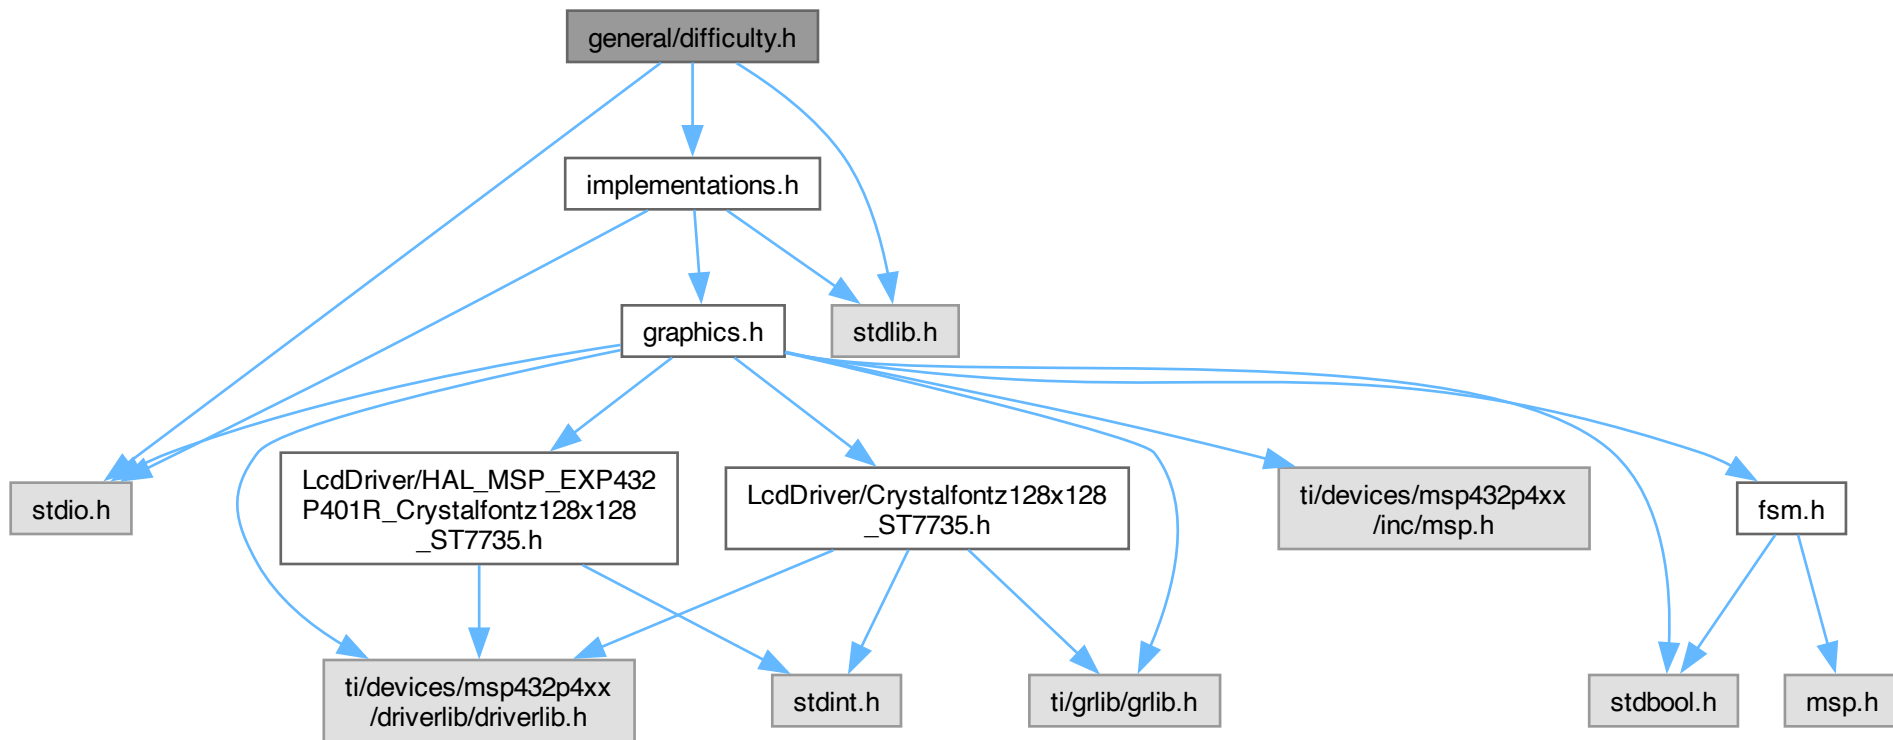 general/difficulty.h
implementations.h
graphics.h
stdlib.h
stdio.h
LcdDriver/HAL_MSP_EXP432
P401R_Crystalfontz128x128
_ST7735.h
LcdDriver/Crystalfontz128x128
_ST7735.h
ti/devices/msp432p4xx
/inc/msp.h
fsm.h
ti/devices/msp432p4xx
/driverlib/driverlib.h
stdint.h
ti/grlib/grlib.h
stdbool.h
msp.h